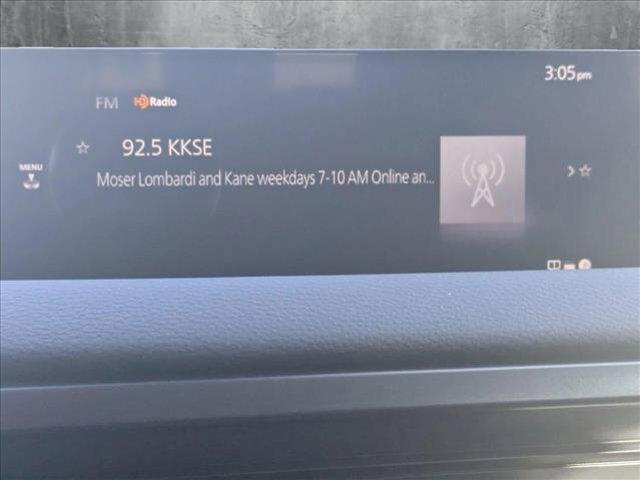 3:05pm
FM HD Radio
92.5 KKSE
MENU
Moser Lombardi and Kane weekdays 7-10 AM Online an...